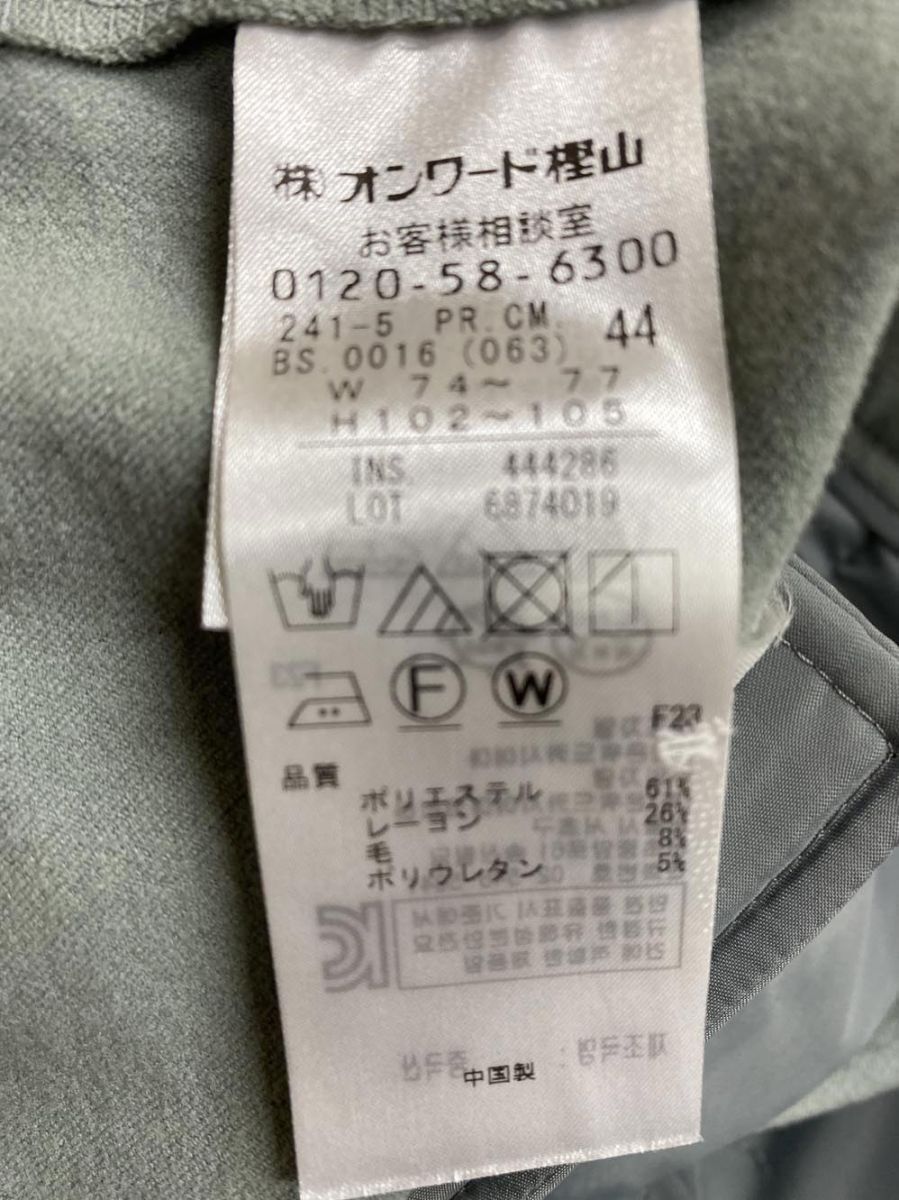 ㈱オンワード樫山
お客様相談室
0120-58-6300
241-5 PR.CM. 44
BS.0016 (063)
W 74～ 77
H102～105
INS. 444286
LOT 6874019
F W
F23
品質
ポリエステル 61%
レーヨン 26%
毛 8%
ポリウレタン 5%
中国製